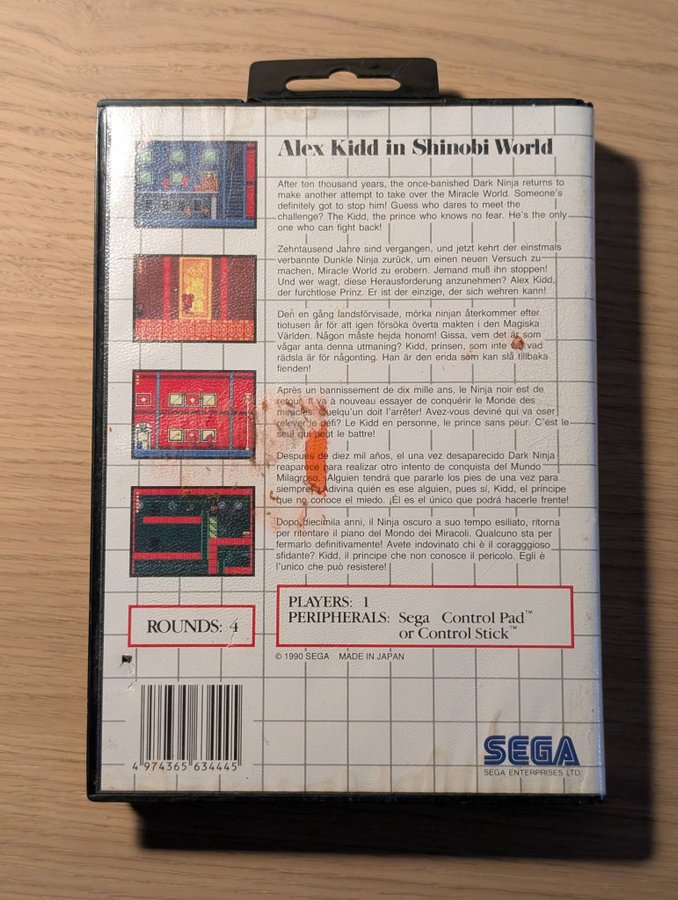 Alex Kidd in Shinobi World
After ten thousand years, the once-banished Dark Ninja returns to
make another attempt to take over the Miracle World. Someone's
definitely got to stop him! Guess who dares to meet the
challenge? The Kidd, the prince who knows no fear. He's the only
one who can fight back!
Zehntausend Jahre sind vergangen, und jetzt kehrt der einstmals
verbannte Dunkle Ninja zurück, um einen neuen Versuch zu
machen, Miracle World zu erobern. Jemand muß ihn stoppen!
Und wer wagt, diese Herausforderung anzunehmen? Alex Kidd,
der furchtlose Prinz. Er ist der einzige, der sich wehren kann!
Den en gång landsförvisade, mörka ninjan återkommer efter
tiotusen år för att igen försöka överta makten i den Magiska
Världen. Någon måste hejda honom! Gissa, vem det är som
vågar anta denna utmaning? Kidd, prinsen, som inte vad
rädsla är för någonting. Han är den enda som kan slå tillbaka
fienden!
Après un bannissement de dix mille ans, le Ninja noir est de
Il va à nouveau essayer de conquérir le Monde des
miracles. quelqu'un doit l'arrêter! Avez-vous deviné qui va oser
relever défi? Le Kidd en personne, le prince sans peur. C'est le
seul qui peut le battre!
Después de diez mil años, el una vez desaparecido Dark Ninja
reaparece para realizar otro intento de conquista del Mundo
Milagroso. ¡Alguien tendrá que pararle los pies de una vez para
siempre! ¡Adivina quién es ese alguien, pues sí, Kidd, el príncipe
que no conoce el miedo. ¡Él es el único que podrá hacerle frente!
Dopo diecimila anni, il Ninja oscuro a suo tempo esiliato, ritorna
per ritentare il piano del Mondo dei Miracoli. Qualcuno sta per
fermarlo definitivamente! Avete indovinato chi è il coragggioso
sfidante? Kidd, il principe che non conosce il pericolo. Egli è
l'unico che può resistere!
ROUNDS: 4
PLAYERS: 1
PERIPHERALS: Sega Control Pad™
or Control Stick™
© 1990 SEGA MADE IN JAPAN
4 974365 634445
SEGA
SEGA ENTERPRISES LTD.